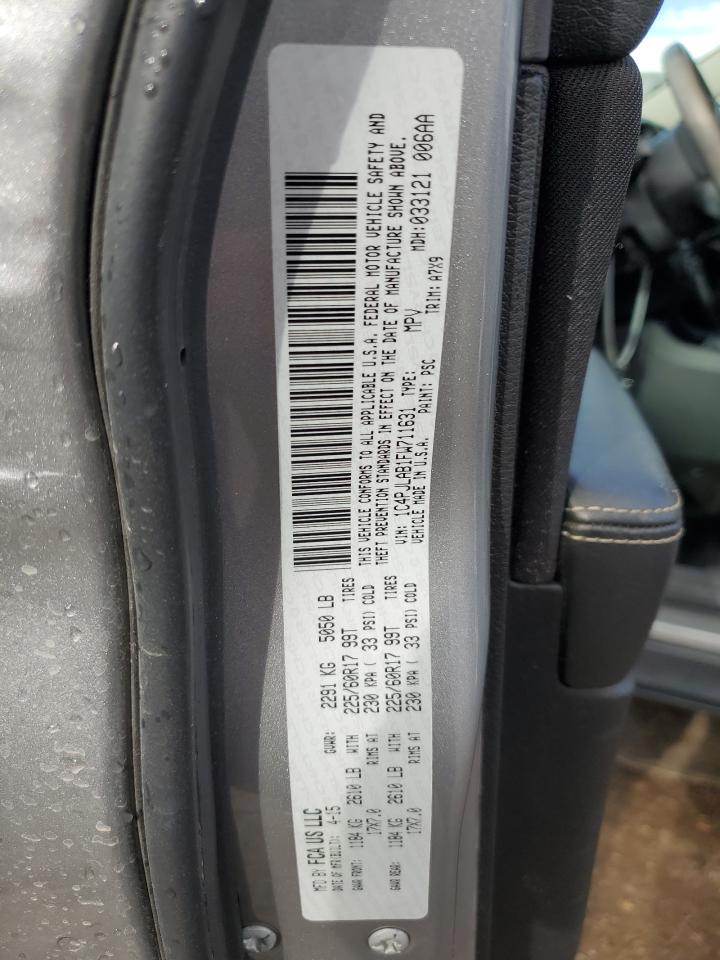 MFD BY FCA US LLC
DATE OF MFR(BUILT): 4-15 GVWR: 2291 KG 5050 LB
GAWR FRONT: 1184 KG 2610 LB WITH 225/60R17 99T TIRES
17X7.0 RIMS AT 230 KPA ( 33 PSI) COLD
GAWR REAR: 1184 KG 2610 LB WITH 225/60R17 99T TIRES
17X7.0 RIMS AT 230 KPA ( 33 PSI) COLD
THIS VEHICLE CONFORMS TO ALL APPLICABLE U.S.A. FEDERAL MOTOR VEHICLE SAFETY AND
THEFT PREVENTION STANDARDS IN EFFECT ON THE DATE OF MANUFACTURE SHOWN ABOVE.
VIN: 1C4PJLAB1FW711631 TYPE: MPV MDH:033121 006AA
VEHICLE MADE IN U.S.A. PAINT: PSC TRIM: A7X9